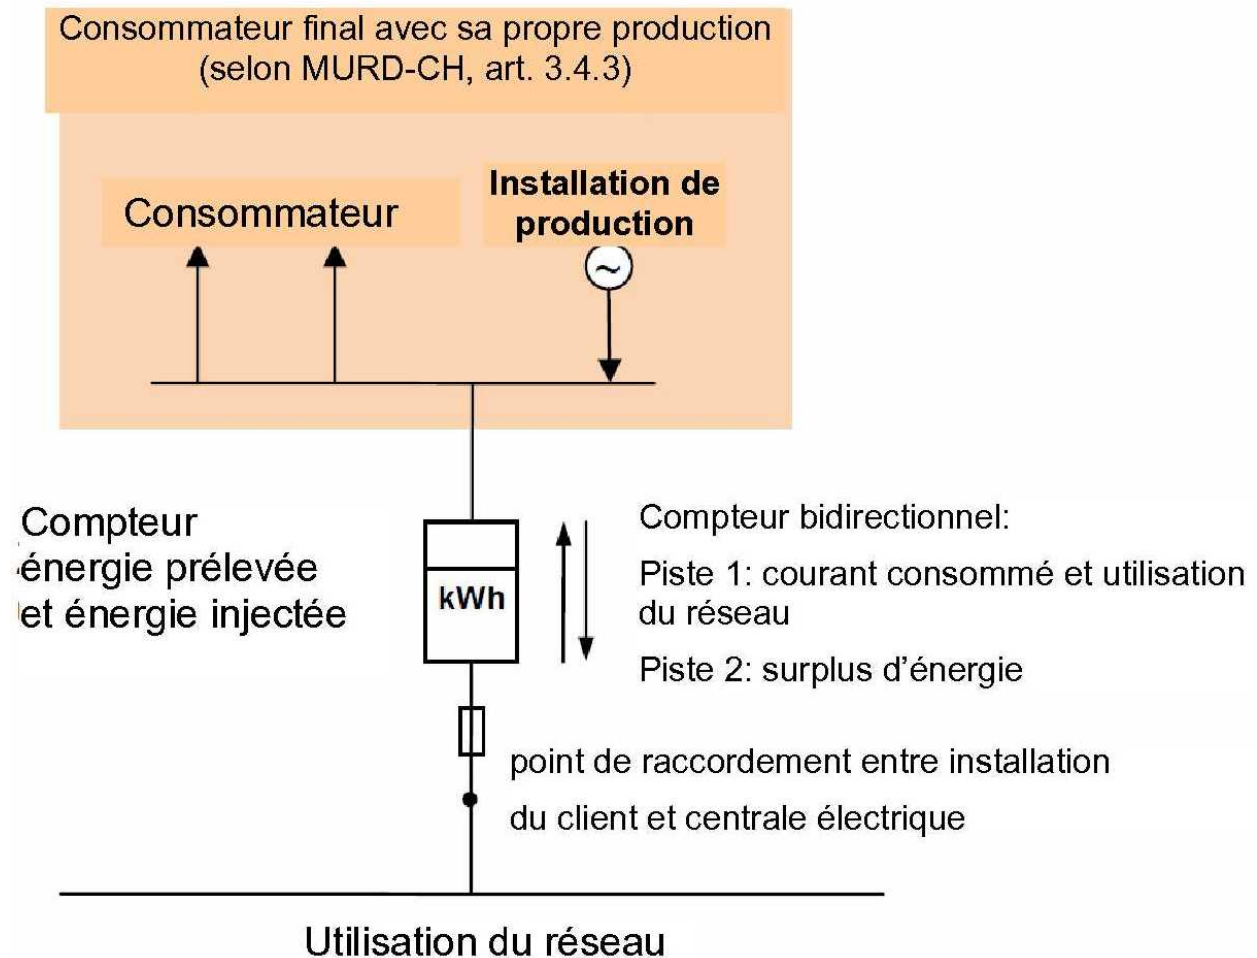 Consommateur final avec sa propre production
(selon MURD-CH, art. 3.4.3)
Consommateur
Installation de
production
~
Compteur
énergie prélevée
et énergie injectée
kWh
Compteur bidirectionnel:
Piste 1: courant consommé et utilisation
du réseau
Piste 2: surplus d'énergie
point de raccordement entre installation
du client et centrale électrique
Utilisation du réseau